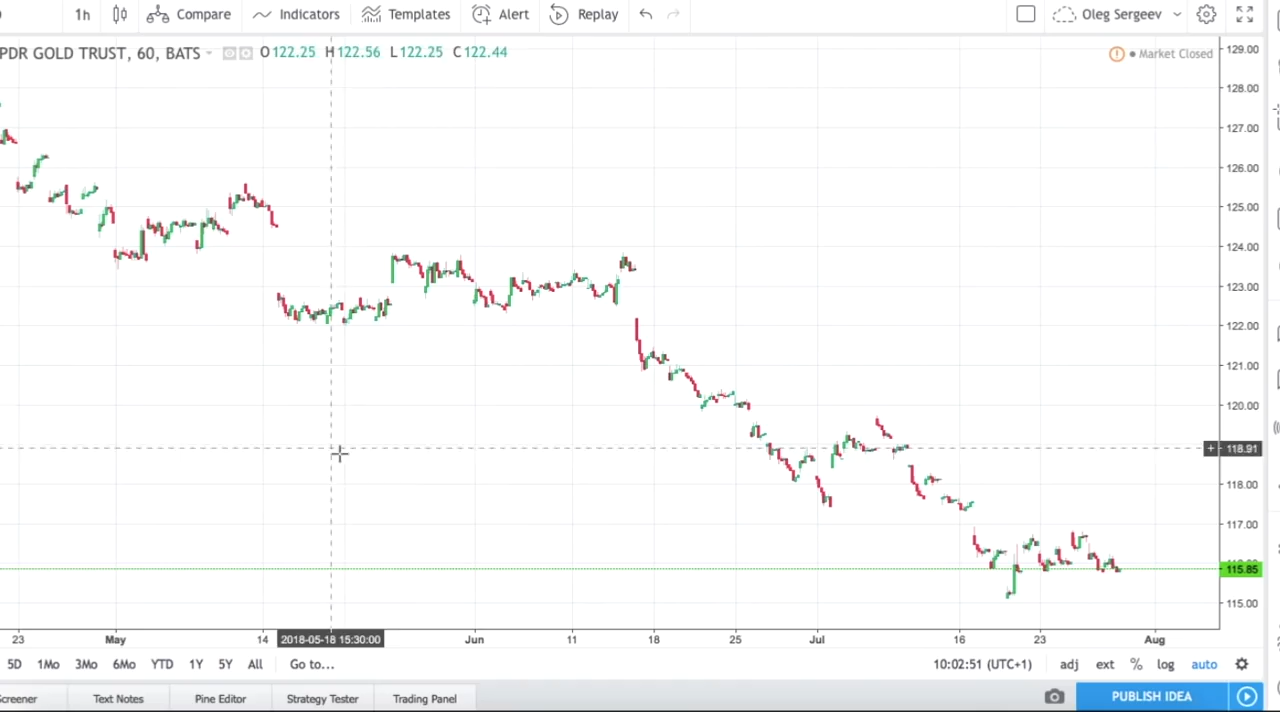 1h Compare Indicators Templates Alert Replay Oleg Sergeev
PDR GOLD TRUST, 60, BATS O 122.25 H 122.56 L 122.25 C 122.44
Market Closed
129.00
128.00
127.00
126.00
125.00
124.00
123.00
122.00
121.00
120.00
118.91
118.00
117.00
115.85
115.00
23 May 14 2018-05-18 15:30:00 Jun 11 18 25 Jul 16 23 Aug
5D 1Mo 3Mo 6Mo YTD 1Y 5Y All Go to... 10:02:51 (UTC+1) adj ext % log auto
creener Text Notes Pine Editor Strategy Tester Trading Panel PUBLISH IDEA